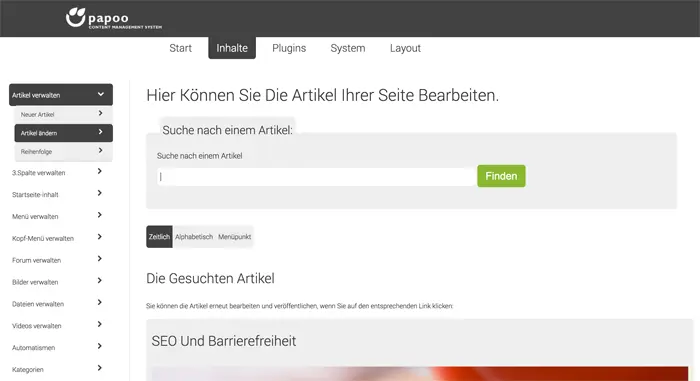 papoo
CONTENT MANAGEMENT SYSTEM
Start Inhalte Plugins System Layout
Artikel verwalten
Neuer Artikel
Artikel ändern
Reihenfolge
3.Spalte verwalten
Startseite inhalt
Menü verwalten
Kopf-Menü verwalten
Forum verwalten
Bilder verwalten
Dateien verwalten
Videos verwalten
Automatismen
Kategorien
Hier Können Sie Die Artikel Ihrer Seite Bearbeiten.
Suche nach einem Artikel:
Suche nach einem Artikel
Finden
Zeitlich Alphabetisch Menüpunkt
Die Gesuchten Artikel
Sie können die Artikel erneut bearbeiten und veröffentlichen, wenn Sie auf den entsprechenden Link klicken:
SEO Und Barrierefreiheit